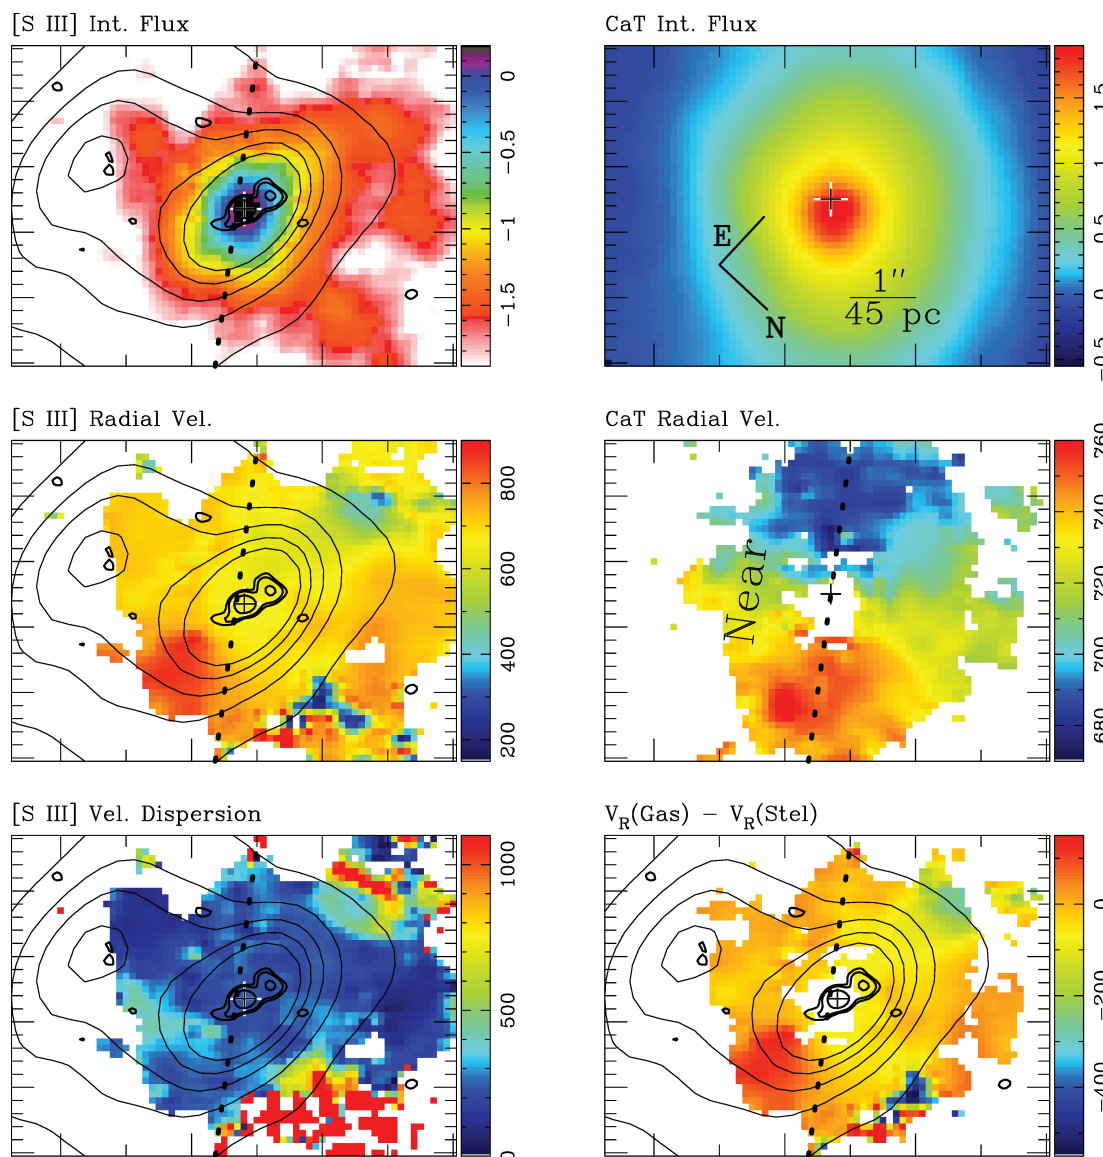 [S III] Int. Flux
CaT Int. Flux
0
−0.5
−1
−1.5
1.5
1
0.5
0
−0.5
E
N
1″
45 pc
[S III] Radial Vel.
CaT Radial Vel.
800
600
400
200
Near
760
740
720
700
680
[S III] Vel. Dispersion
V_R(Gas) − V_R(Stel)
1000
500
0
0
−200
−400